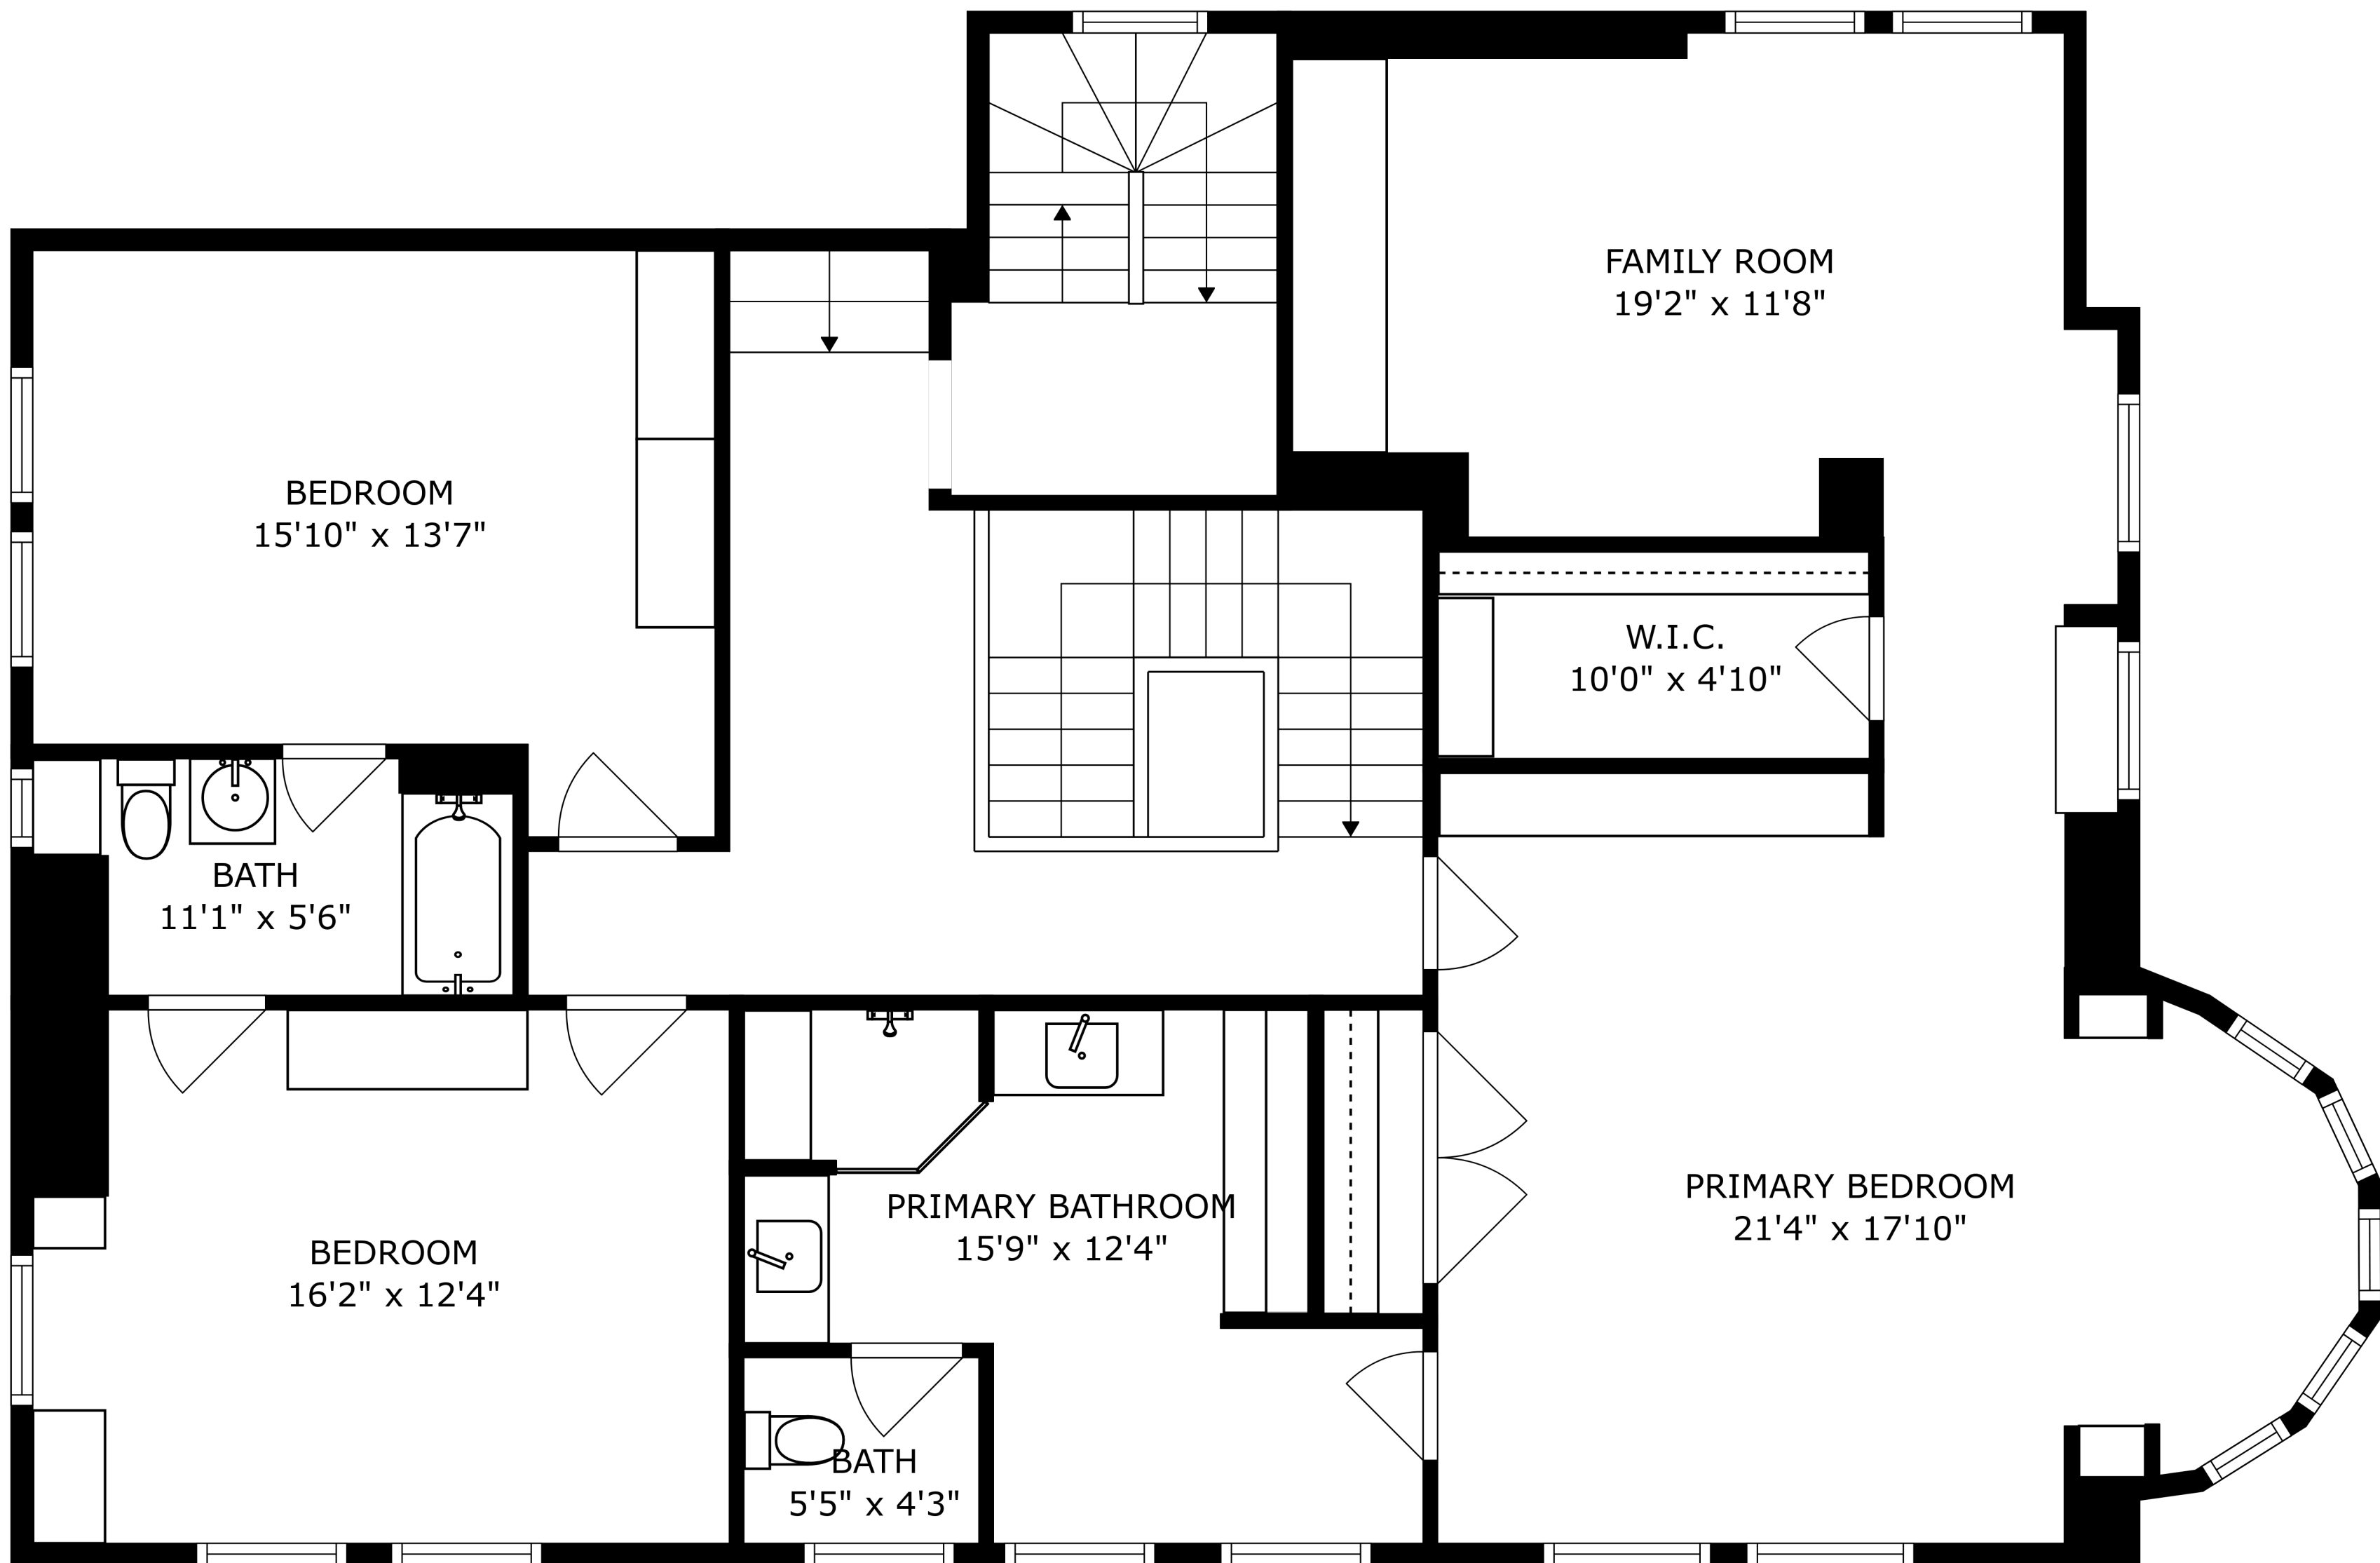 FAMILY ROOM
19'2" x 11'8"
BEDROOM
15'10" x 13'7"
W.I.C.
10'0" x 4'10"
BATH
11'1" x 5'6"
PRIMARY BEDROOM
21'4" x 17'10"
PRIMARY BATHROOM
15'9" x 12'4"
BEDROOM
16'2" x 12'4"
BATH
5'5" x 4'3"